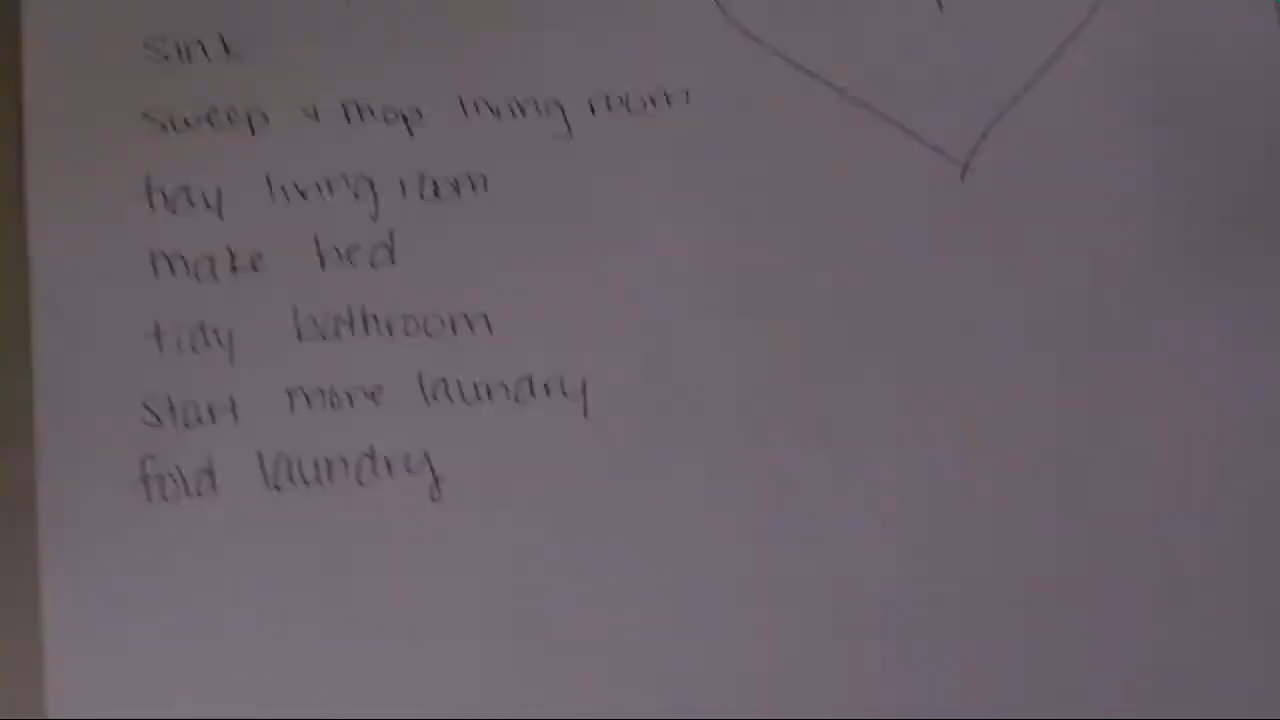 sink
sweep & mop living room
tidy living room
make bed
tidy bathroom
start more laundry
fold laundry